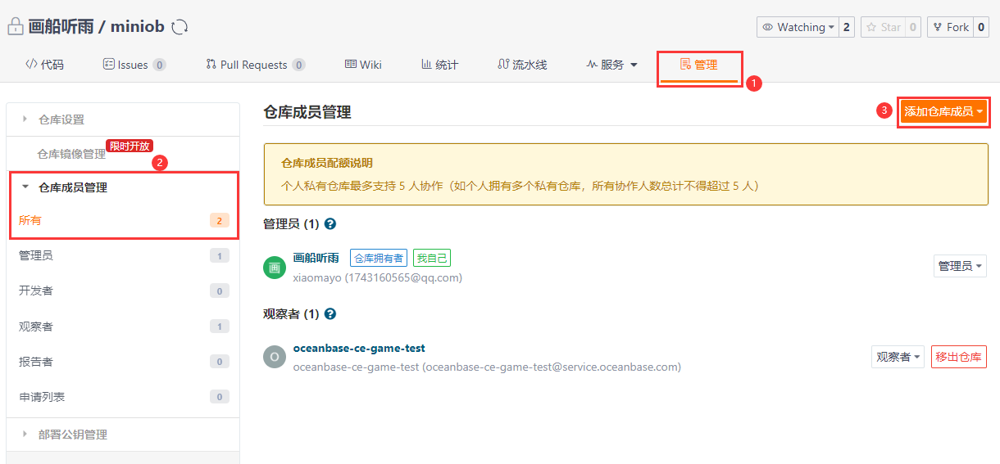 画船听雨 / miniob
Watching 2 Star 0 Fork 0
代码 Issues 0 Pull Requests 0 Wiki 统计 流水线 服务 管理
1
仓库设置
仓库镜像管理 限时开放
2
仓库成员管理
所有 2
管理员 1
开发者 0
观察者 1
报告者 0
申请列表 0
部署公钥管理
仓库成员管理
3 添加仓库成员
仓库成员配额说明
个人私有仓库最多支持 5 人协作（如个人拥有多个私有仓库，所有协作人数总计不得超过 5 人）
管理员 (1) ?
画 画船听雨 仓库拥有者 我自己
xiaomayo (1743160565@qq.com)
管理员
观察者 (1) ?
O oceanbase-ce-game-test
oceanbase-ce-game-test (oceanbase-ce-game-test@service.oceanbase.com)
观察者 移出仓库